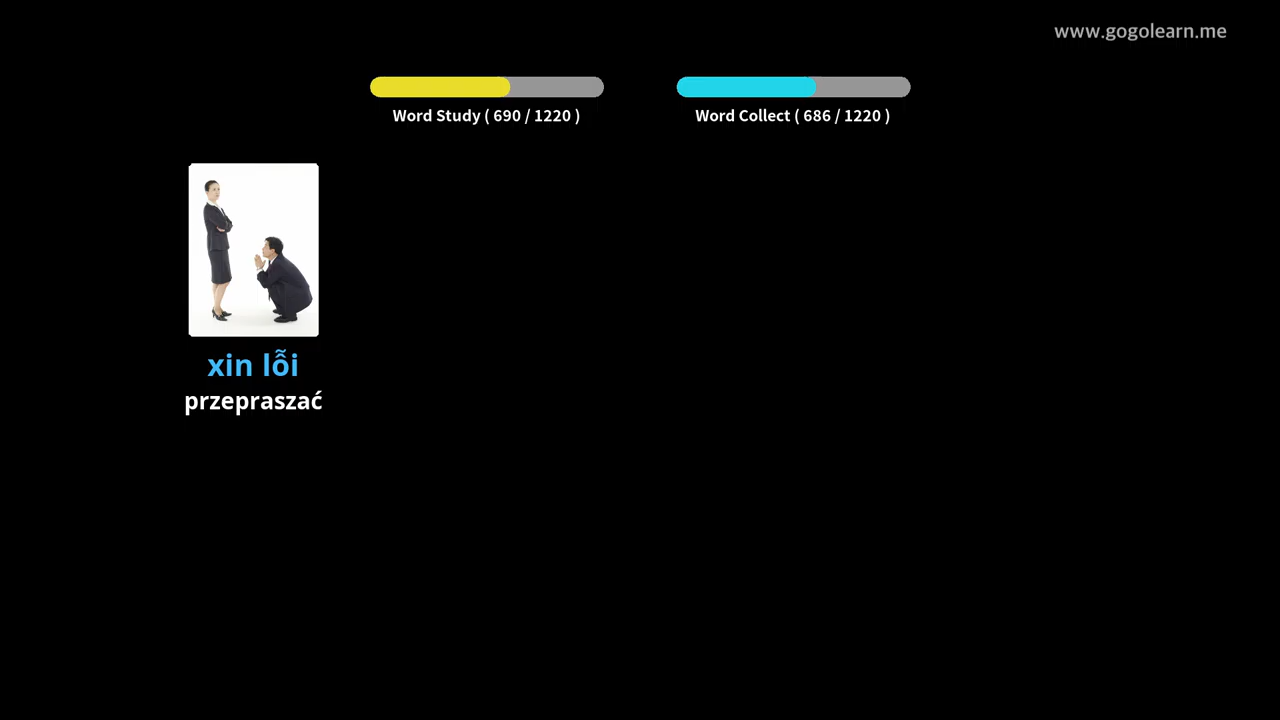 www.gogolearn.me
Word Study ( 690 / 1220 )
Word Collect ( 686 / 1220 )
xin lỗi
przepraszać